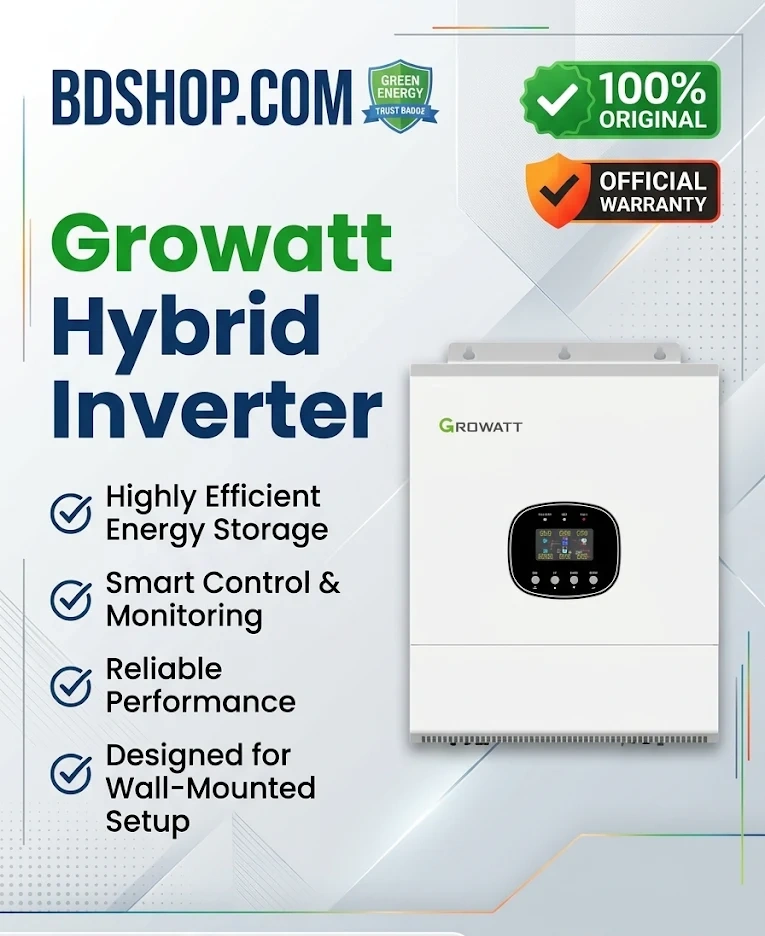 BDSHOP.COM
GREEN
ENERGY
TRUST BADGE
100%
ORIGINAL
OFFICIAL
WARRANTY
Growatt
Hybrid
Inverter
GROWATT
Highly Efficient
Energy Storage
Smart Control &
Monitoring
Reliable
Performance
Designed for
Wall-Mounted
Setup